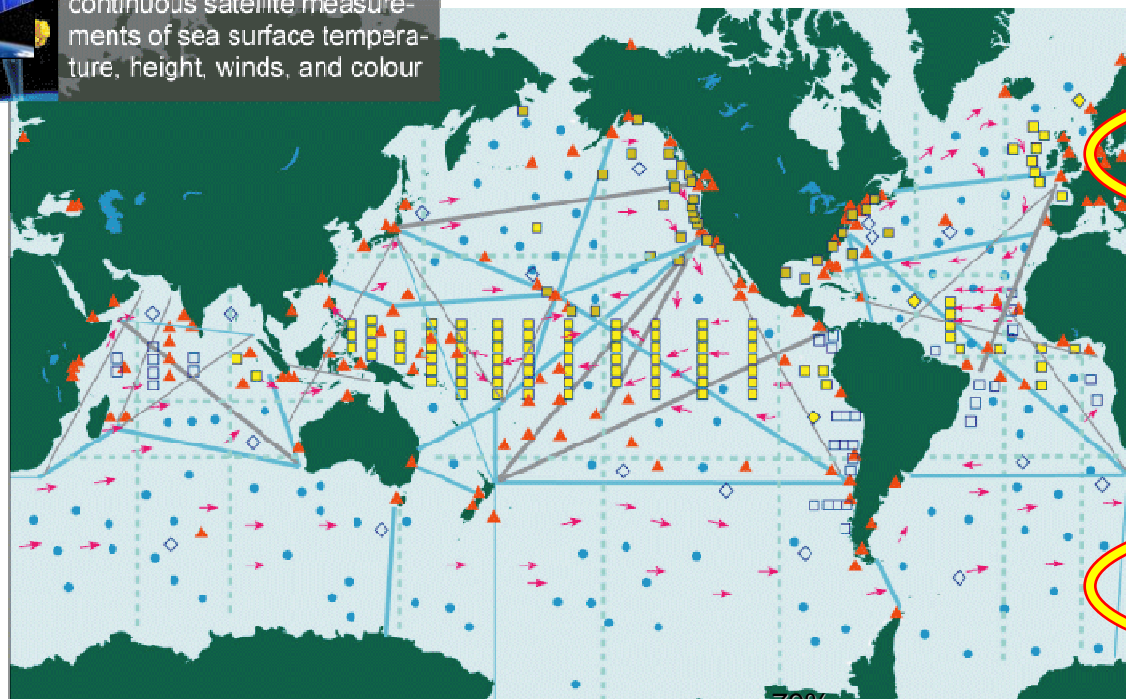 continuous satellite measure-
ments of sea surface tempera-
ture, height, winds, and colour